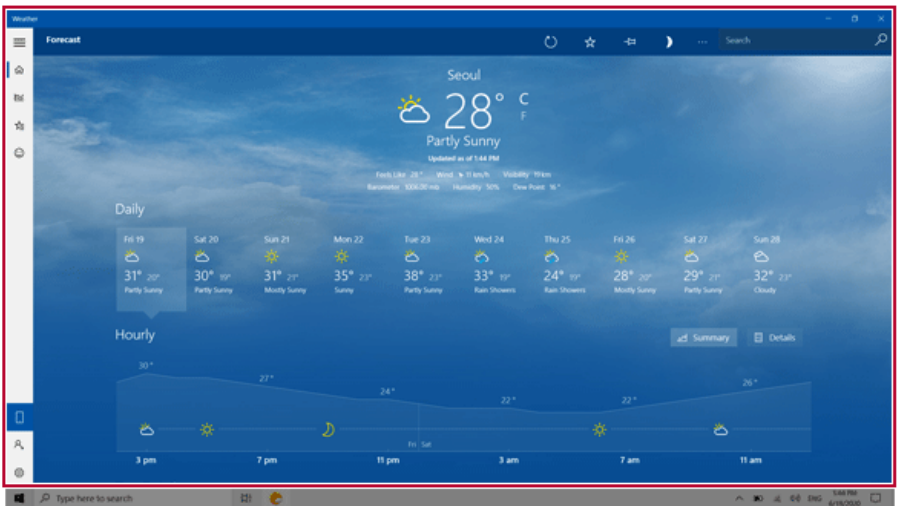 Weather
Forecast
Search
Seoul
28° C
F
Partly Sunny
Updated as of 1:44 PM
Feels Like 28° Wind 11 km/h Visibility 11 km
Barometer 1006.00 mb Humidity 50% Dew Point 16°
Daily
Fri 19 Sat 20 Sun 21 Mon 22 Tue 23 Wed 24 Thu 25 Fri 26 Sat 27 Sun 28
31° 20° 30° 19° 31° 21° 35° 23° 38° 23° 33° 19° 24° 19° 28° 20° 29° 21° 32° 23°
Partly Sunny Partly Sunny Mostly Sunny Sunny Partly Sunny Rain Showers Rain Showers Mostly Sunny Partly Sunny Cloudy
Hourly
Summary Details
30° 27° 24° 22° 22° 26°
Fri Sat
3 pm 7 pm 11 pm 3 am 7 am 11 am
Type here to search
ENG
1:44 PM
6/19/2020